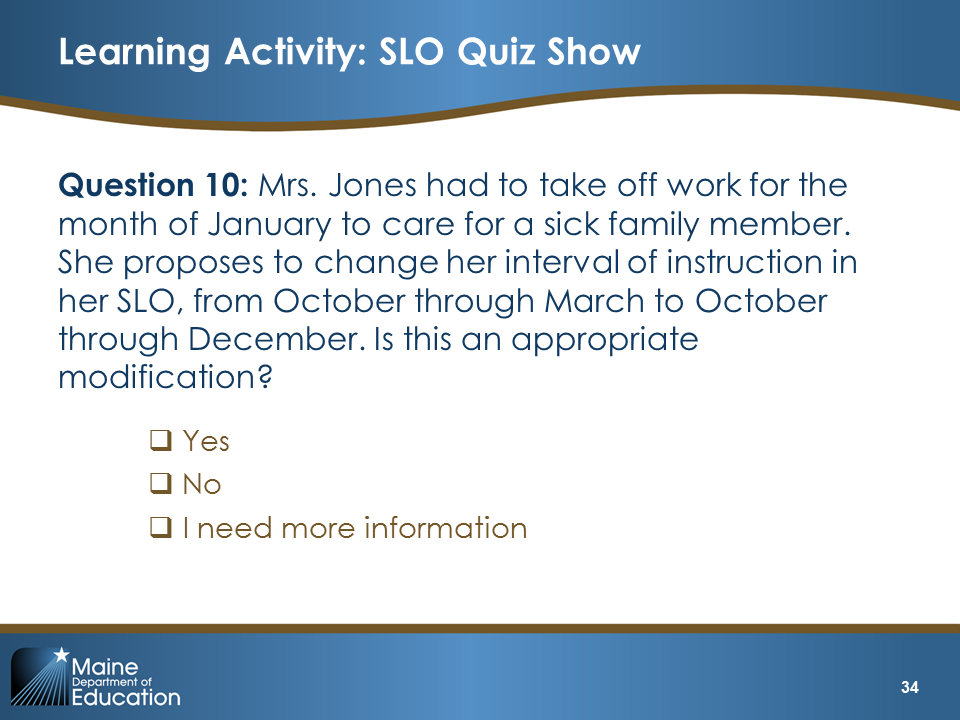 Learning Activity: SLO Quiz Show
Question 10: Mrs. Jones had to take off work for the
month of January to care for a sick family member.
She proposes to change her interval of instruction in
her SLO, from October through March to October
through December. Is this an appropriate
modification?
❑ Yes
❑ No
❑ I need more information
Maine
Department of
Education
34